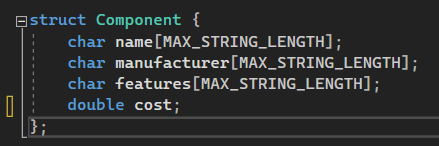 struct Component {
    char name[MAX_STRING_LENGTH];
    char manufacturer[MAX_STRING_LENGTH];
    char features[MAX_STRING_LENGTH];
    double cost;
};